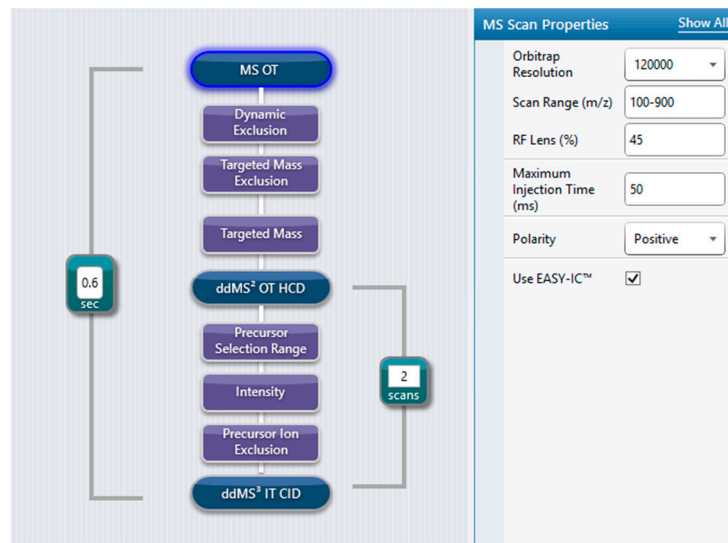 MS OT
Dynamic
Exclusion
Targeted Mass
Exclusion
Targeted Mass
0.6
sec
ddMS² OT HCD
Precursor
Selection Range
2
scans
Intensity
Precursor Ion
Exclusion
ddMS³ IT CID
MS Scan Properties
Show All
Orbitrap
Resolution
120000
Scan Range (m/z)
100-900
RF Lens (%)
45
Maximum
Injection Time
(ms)
50
Polarity
Positive
Use EASY-IC™